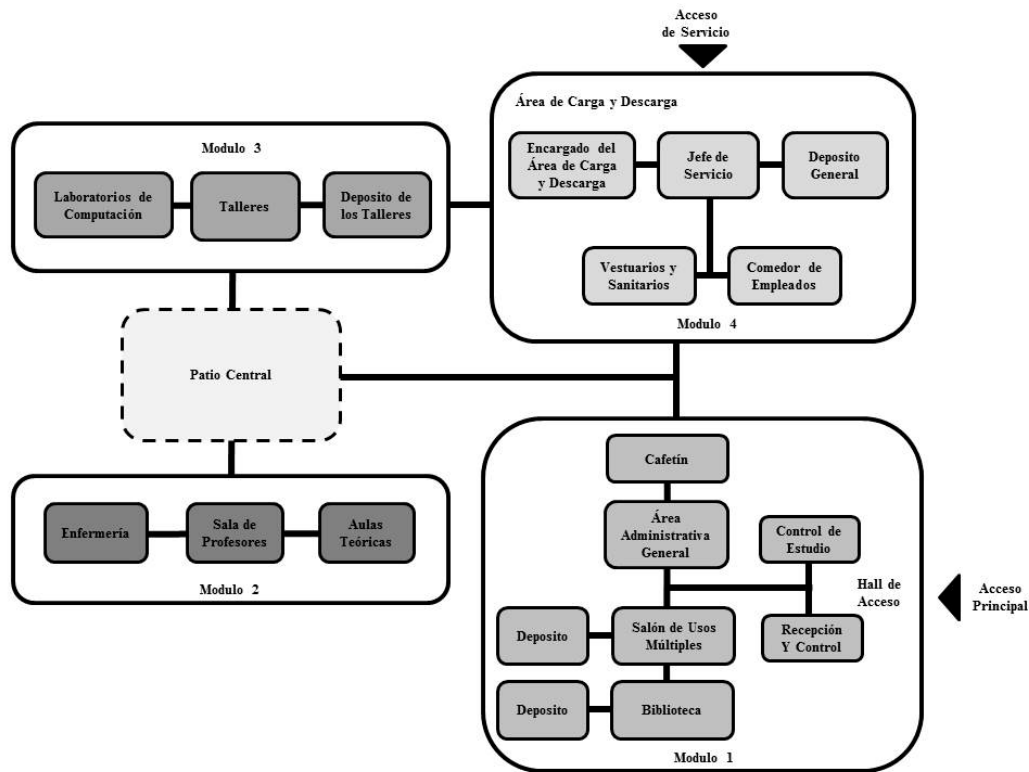 Acceso
de Servicio
Área de Carga y Descarga
Encargado del
Área de Carga
y Descarga
Jefe de
Servicio
Deposito
General
Vestuarios y
Sanitarios
Comedor de
Empleados
Modulo 4
Modulo 3
Laboratorios de
Computación
Talleres
Deposito de
los Talleres
Patio Central
Enfermería
Sala de
Profesores
Aulas
Teóricas
Modulo 2
Cafetín
Área
Administrativa
General
Control de
Estudio
Hall de
Acceso
Acceso
Principal
Recepción
Y Control
Deposito
Salón de Usos
Múltiples
Deposito
Biblioteca
Modulo 1